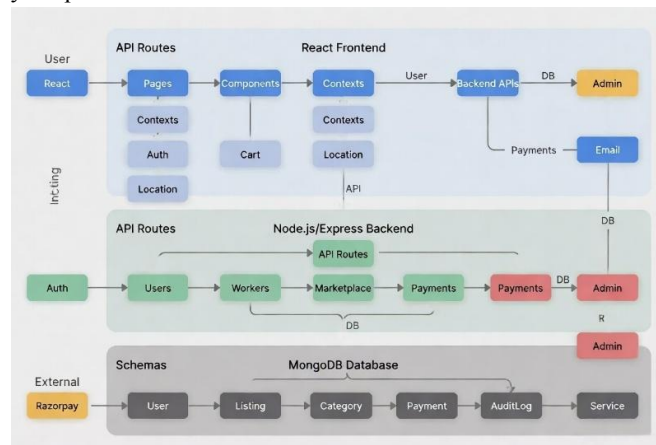 User
API Routes
React Frontend
React
Pages
Components
Contexts
User
Backend APIs
DB
Admin
Contexts
Contexts
Auth
Cart
Location
Payments
Email
Location
API
DB
API Routes
Node.js/Express Backend
API Routes
Auth
Users
Workers
Marketplace
Payments
Payments
DB
Admin
DB
R
Admin
External
Schemas
MongoDB Database
Razorpay
User
Listing
Category
Payment
AuditLog
Service